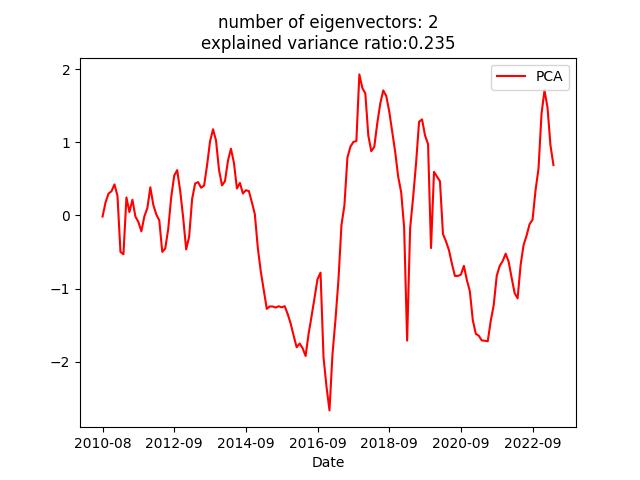 number of eigenvectors: 2
explained variance ratio:0.235
PCA
2
1
0
−1
−2
2010-08 2012-09 2014-09 2016-09 2018-09 2020-09 2022-09
Date